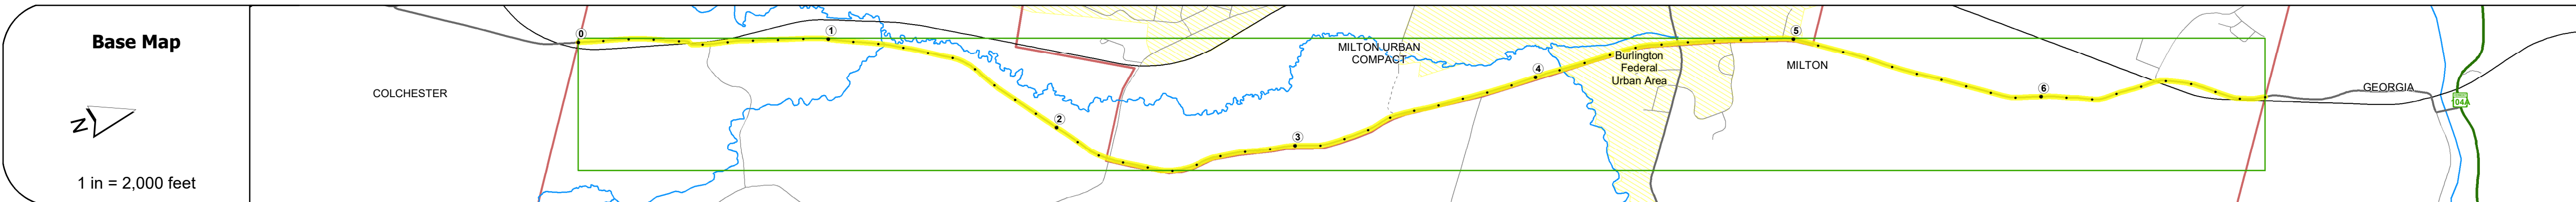 Base Map
N
1 in = 2,000 feet
COLCHESTER
0
1
2
3
4
5
6
MILTON URBAN
COMPACT
Burlington
Federal
Urban Area
MILTON
GEORGIA
104A